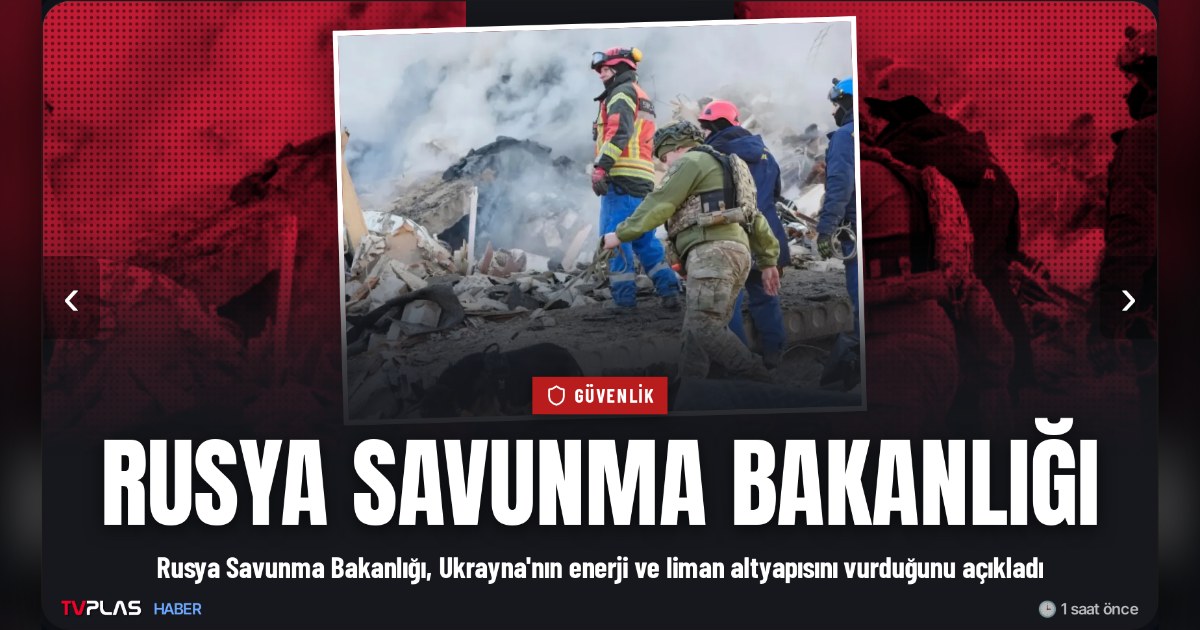 GÜVENLİK
RUSYA SAVUNMA BAKANLIĞI
Rusya Savunma Bakanlığı, Ukrayna'nın enerji ve liman altyapısını vurduğunu açıkladı
TVPLAS HABER
1 saat önce